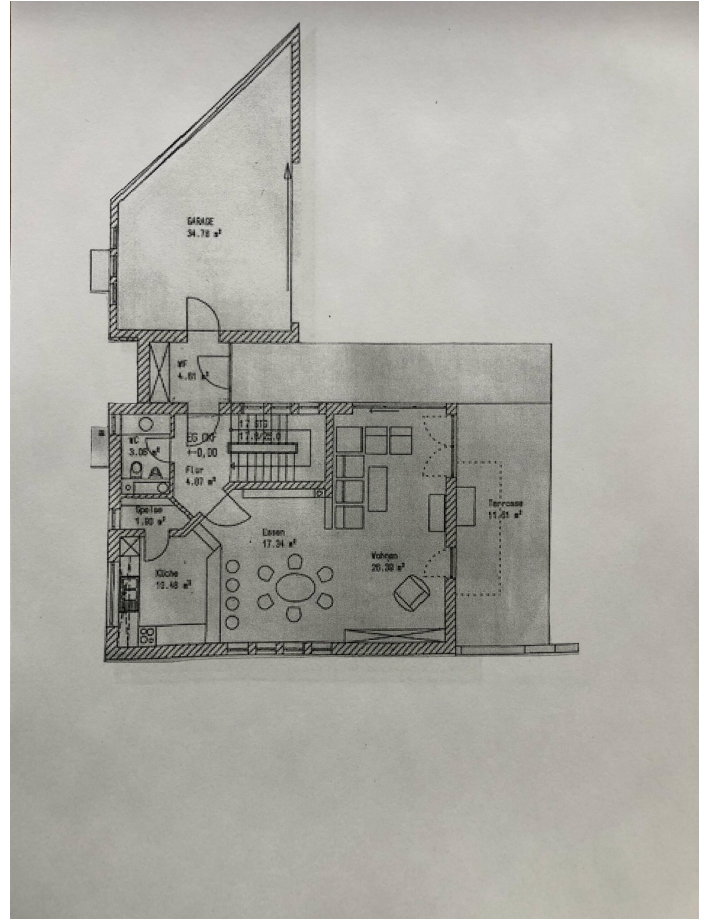 GARAGE
34.78 m²
WF
4.61 m²
WC
3.06 m²
EG OKF
+-0,00
17 STG
Flur
4.87 m²
Speise
1.60 m²
Essen
17.34 m²
Terrasse
11.61 m²
Küche
10.48 m²
Wohnen
26.39 m²